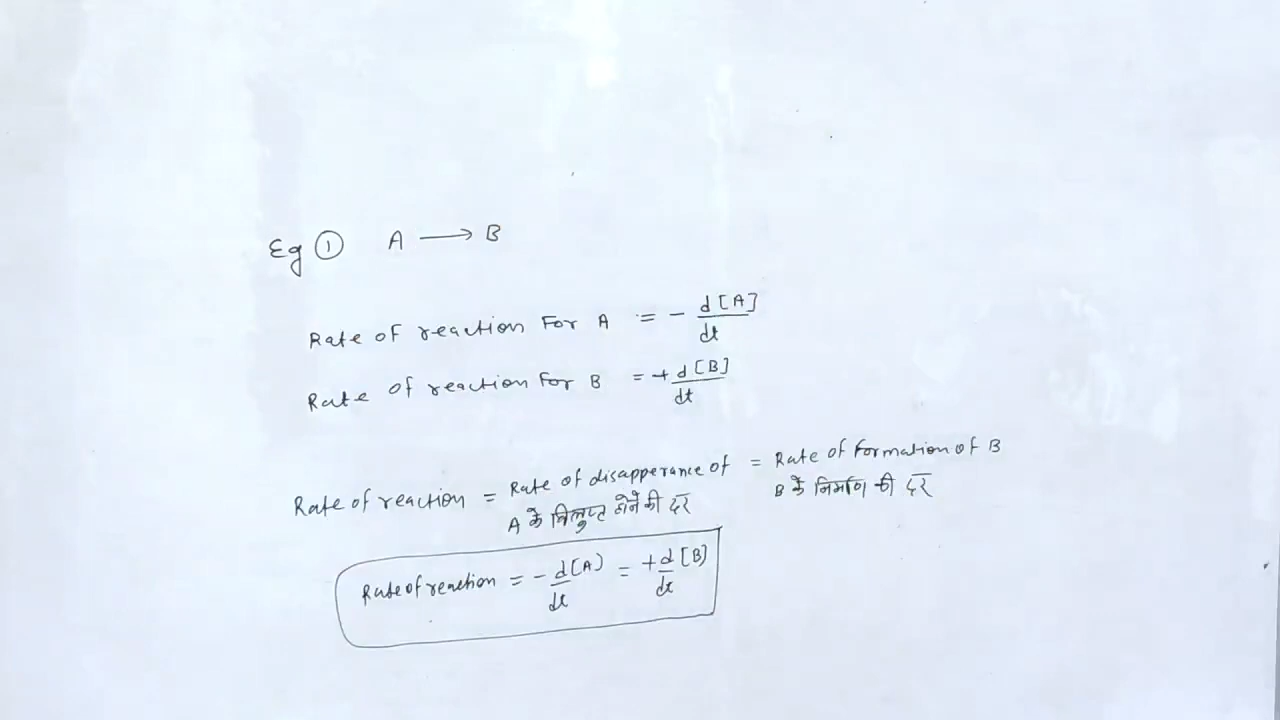 Eg ① A ⟶ B
Rate of reaction For A = - d[A]/dt
Rate of reaction For B = + d[B]/dt
Rate of reaction = Rate of disapperance of = Rate of Formation of B
A के विलुप्त होने की दर B के निर्माण की दर
Rate of reaction = - d[A]/dt = + d[B]/dt